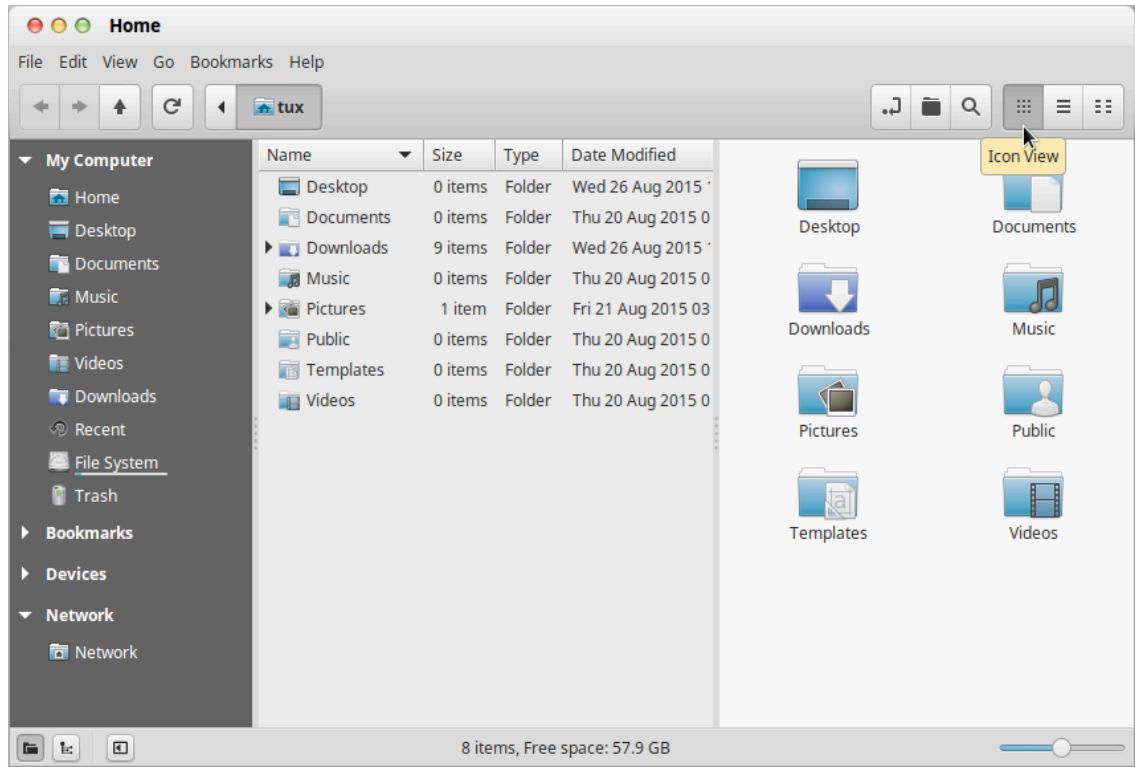 Home
File Edit View Go Bookmarks Help
tux
Icon View
My Computer
Home
Desktop
Documents
Music
Pictures
Videos
Downloads
Recent
File System
Trash
Bookmarks
Devices
Network
Network
Name Size Type Date Modified
Desktop 0 items Folder Wed 26 Aug 2015
Documents 0 items Folder Thu 20 Aug 2015 0
Downloads 9 items Folder Wed 26 Aug 2015
Music 0 items Folder Thu 20 Aug 2015 0
Pictures 1 item Folder Fri 21 Aug 2015 03
Public 0 items Folder Thu 20 Aug 2015 0
Templates 0 items Folder Thu 20 Aug 2015 0
Videos 0 items Folder Thu 20 Aug 2015 0
Desktop Documents
Downloads Music
Pictures Public
a
Templates Videos
8 items, Free space: 57.9 GB